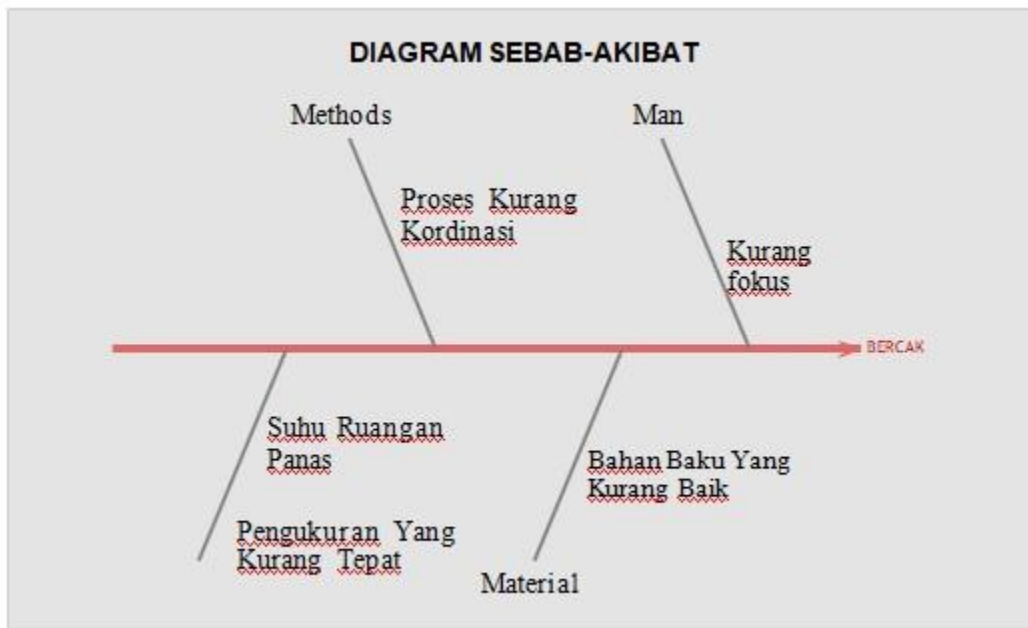 DIAGRAM SEBAB-AKIBAT
Methods
Man
Proses Kurang
Kordinasi
Kurang
fokus
BERCAK
Suhu Ruangan
Panas
Bahan Baku Yang
Kurang Baik
Pengukuran Yang
Kurang Tepat
Material